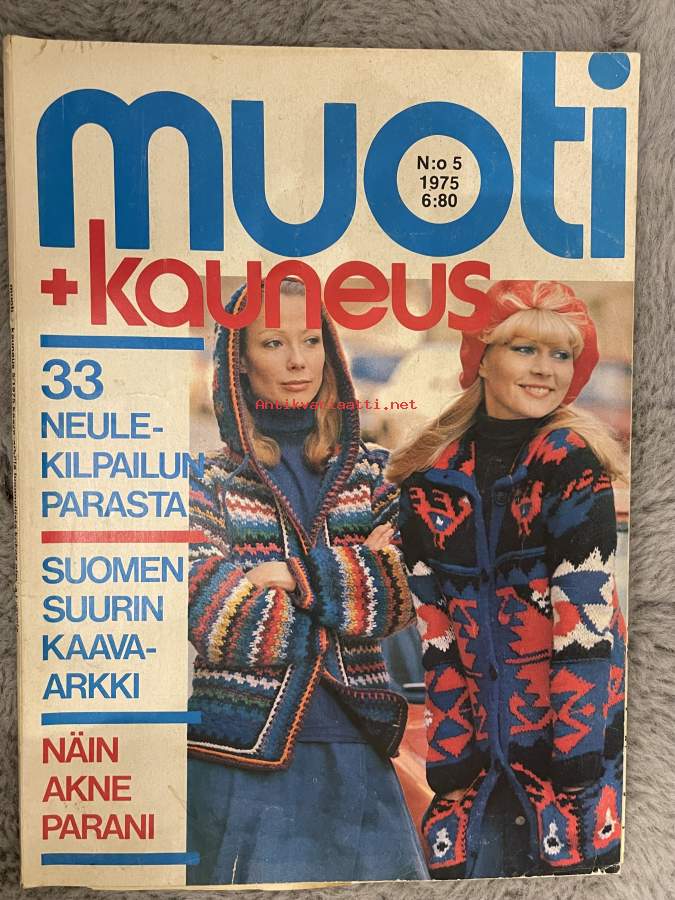 muoti
N:o 5
1975
6:80
+kauneus
33
NEULE-
KILPAILUN
PARASTA
SUOMEN
SUURIN
KAAVA-
ARKKI
NÄIN
AKNE
PARANI
Antikvariaatti.net